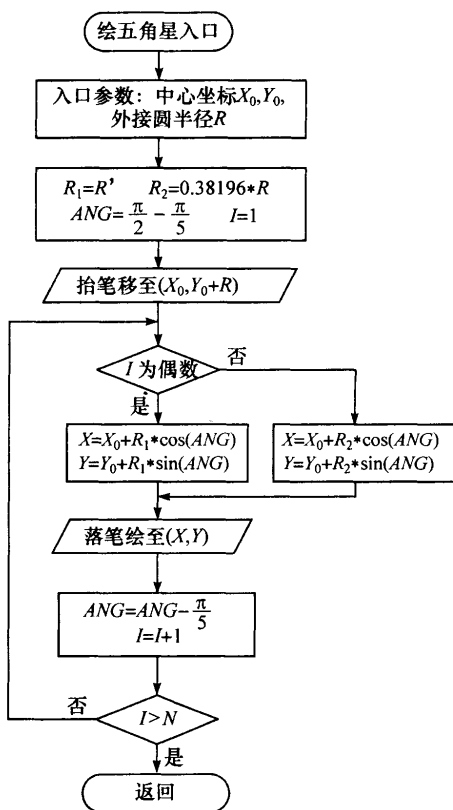 绘五角星入口
入口参数：中心坐标X₀,Y₀,
外接圆半径R
R₁=R’ R₂=0.38196*R
ANG=π/2-π/5 I=1
抬笔移至(X₀,Y₀+R)
I为偶数
否
是
X=X₀+R₁*cos(ANG)
Y=Y₀+R₁*sin(ANG)
X=X₀+R₂*cos(ANG)
Y=Y₀+R₂*sin(ANG)
落笔绘至(X,Y)
ANG=ANG-π/5
I=I+1
否
I>N
是
返回